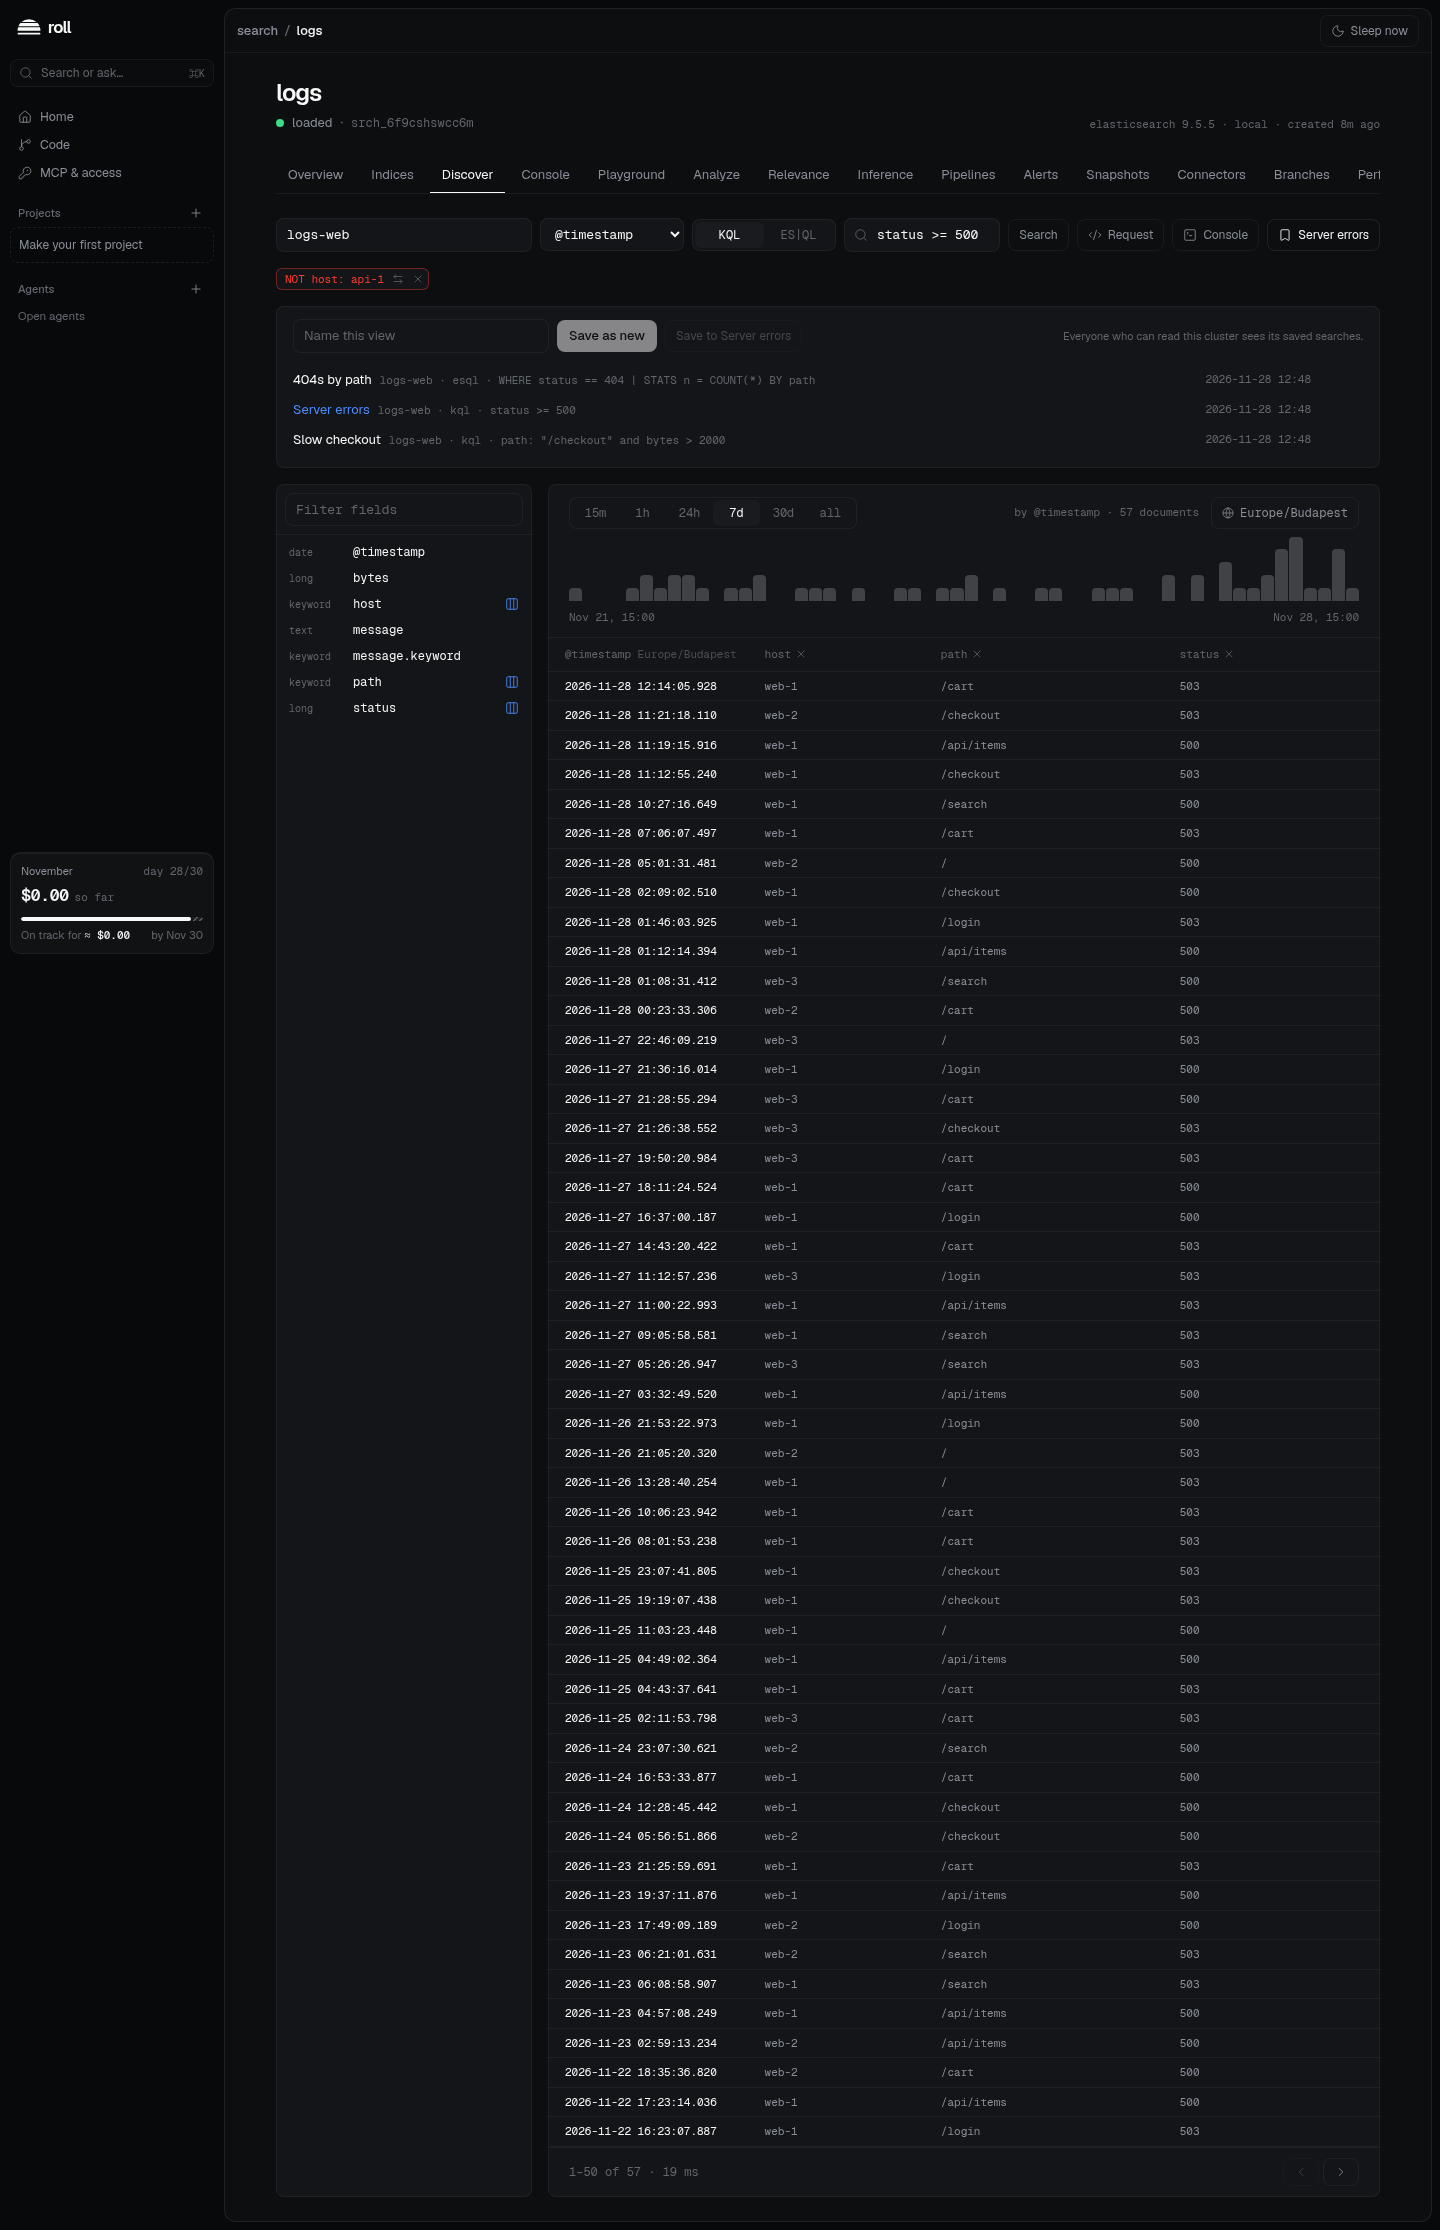 roll
search / logs
Sleep now
Search or ask... ⌘K
Home
Code
MCP & access
Projects
Make your first project
Agents
Open agents
November day 28/30
$0.00 so far
On track for ≈ $0.00 by Nov 30
logs
loaded · srch_6f9cshswcc6m
elasticsearch 9.5.5 · local · created 8m ago
Overview Indices Discover Console Playground Analyze Relevance Inference Pipelines Alerts Snapshots Connectors Branches Perf
logs-web @timestamp KQL ES|QL status >= 500 Search Request Console Server errors
NOT host: api-1
Name this view Save as new Save to Server errors Everyone who can read this cluster sees its saved searches.
404s by path logs-web · esql · WHERE status == 404 | STATS n = COUNT(*) BY path 2026-11-28 12:48
Server errors logs-web · kql · status >= 500 2026-11-28 12:48
Slow checkout logs-web · kql · path: "/checkout" and bytes > 2000 2026-11-28 12:48
Filter fields
date @timestamp
long bytes
keyword host
text message
keyword message.keyword
keyword path
long status
15m 1h 24h 7d 30d all by @timestamp · 57 documents Europe/Budapest
Nov 21, 15:00 Nov 28, 15:00
@timestamp Europe/Budapest host path status
2026-11-28 12:14:05.928 web-1 /cart 503
2026-11-28 11:21:18.110 web-2 /checkout 503
2026-11-28 11:19:15.916 web-1 /api/items 500
2026-11-28 11:12:55.240 web-1 /checkout 503
2026-11-28 10:27:16.649 web-1 /search 500
2026-11-28 07:06:07.497 web-1 /cart 503
2026-11-28 05:01:31.481 web-2 / 500
2026-11-28 02:09:02.510 web-1 /checkout 500
2026-11-28 01:46:03.925 web-1 /login 503
2026-11-28 01:12:14.394 web-1 /api/items 500
2026-11-28 01:08:31.412 web-3 /search 500
2026-11-28 00:23:33.306 web-2 /cart 500
2026-11-27 22:46:09.219 web-3 / 503
2026-11-27 21:36:16.014 web-1 /login 500
2026-11-27 21:28:55.294 web-3 /cart 500
2026-11-27 21:26:38.552 web-3 /checkout 503
2026-11-27 19:50:20.984 web-3 /cart 503
2026-11-27 18:11:24.524 web-1 /cart 500
2026-11-27 16:37:00.187 web-1 /login 500
2026-11-27 14:43:20.422 web-1 /cart 503
2026-11-27 11:12:57.236 web-3 /login 503
2026-11-27 11:00:22.993 web-1 /api/items 503
2026-11-27 09:05:58.581 web-1 /search 503
2026-11-27 05:26:26.947 web-3 /search 503
2026-11-27 03:32:49.520 web-1 /api/items 500
2026-11-26 21:53:22.973 web-1 /login 500
2026-11-26 21:05:20.320 web-2 / 503
2026-11-26 13:28:40.254 web-1 / 503
2026-11-26 10:06:23.942 web-1 /cart 503
2026-11-26 08:01:53.238 web-1 /cart 503
2026-11-25 23:07:41.805 web-1 /checkout 503
2026-11-25 19:19:07.438 web-1 /checkout 503
2026-11-25 11:03:23.448 web-1 / 500
2026-11-25 04:49:02.364 web-1 /api/items 500
2026-11-25 04:43:37.641 web-1 /cart 503
2026-11-25 02:11:53.798 web-3 /cart 503
2026-11-24 23:07:30.621 web-2 /search 500
2026-11-24 16:53:33.877 web-1 /cart 500
2026-11-24 12:28:45.442 web-1 /checkout 500
2026-11-24 05:56:51.866 web-2 /checkout 500
2026-11-23 21:25:59.691 web-1 /cart 503
2026-11-23 19:37:11.876 web-1 /api/items 500
2026-11-23 17:49:09.189 web-2 /login 500
2026-11-23 06:21:01.631 web-2 /search 503
2026-11-23 06:08:58.907 web-1 /search 503
2026-11-23 04:57:08.249 web-1 /api/items 500
2026-11-23 02:59:13.234 web-2 /api/items 500
2026-11-22 18:35:36.820 web-2 /cart 500
2026-11-22 17:23:14.036 web-1 /api/items 500
2026-11-22 16:23:07.887 web-1 /login 503
1-50 of 57 · 19 ms